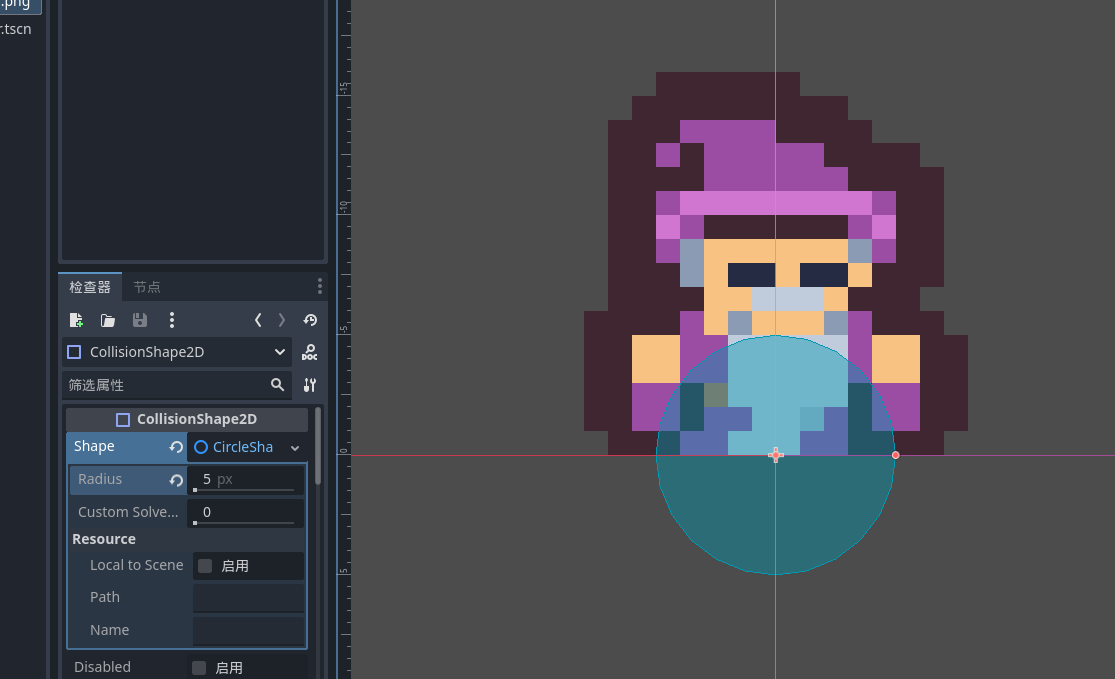 .png
r.tscn
检查器 节点
CollisionShape2D
筛选属性
CollisionShape2D
Shape CircleSha
Radius 5 px
Custom Solve... 0
Resource
Local to Scene 启用
Path
Name
Disabled 启用
-15
-10
-5
0
5